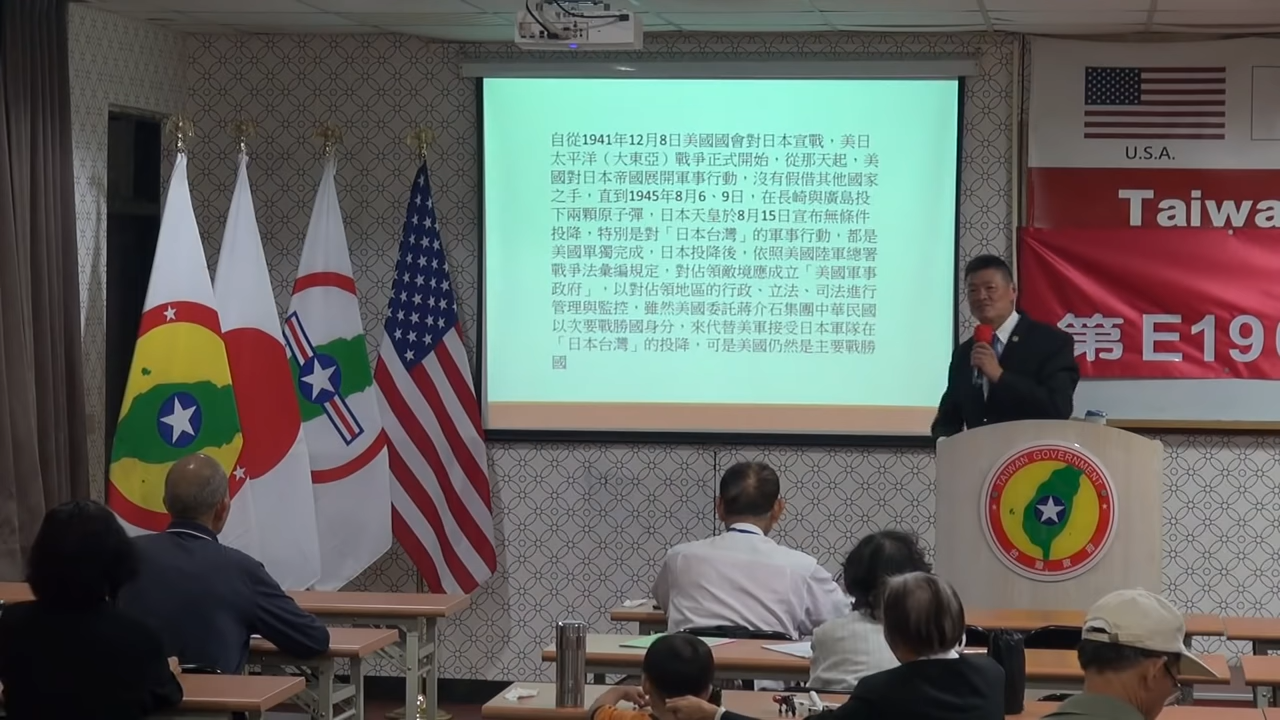 自從1941年12月8日美國國會對日本宣戰，美日
太平洋（大東亞）戰爭正式開始，從那天起，美
國對日本帝國展開軍事行動，沒有假借其他國家
之手，直到1945年8月6、9日，在長崎與廣島投
下兩顆原子彈，日本天皇於8月15日宣布無條件
投降，特別是對「日本台灣」的軍事行動，都是
美國單獨完成，日本投降後，依照美國陸軍總署
戰爭法彙編規定，對佔領敵境應成立「美國軍事
政府」，以對佔領地區的行政、立法、司法進行
管理與監控，雖然美國委託蔣介石集團中華民國
以次要戰勝國身分，來代替美軍接受日本軍隊在
「日本台灣」的投降，可是美國仍然是主要戰勝
國
U.S.A.
Taiwa
第E19
TAIWAN GOVERNMENT
台灣政府